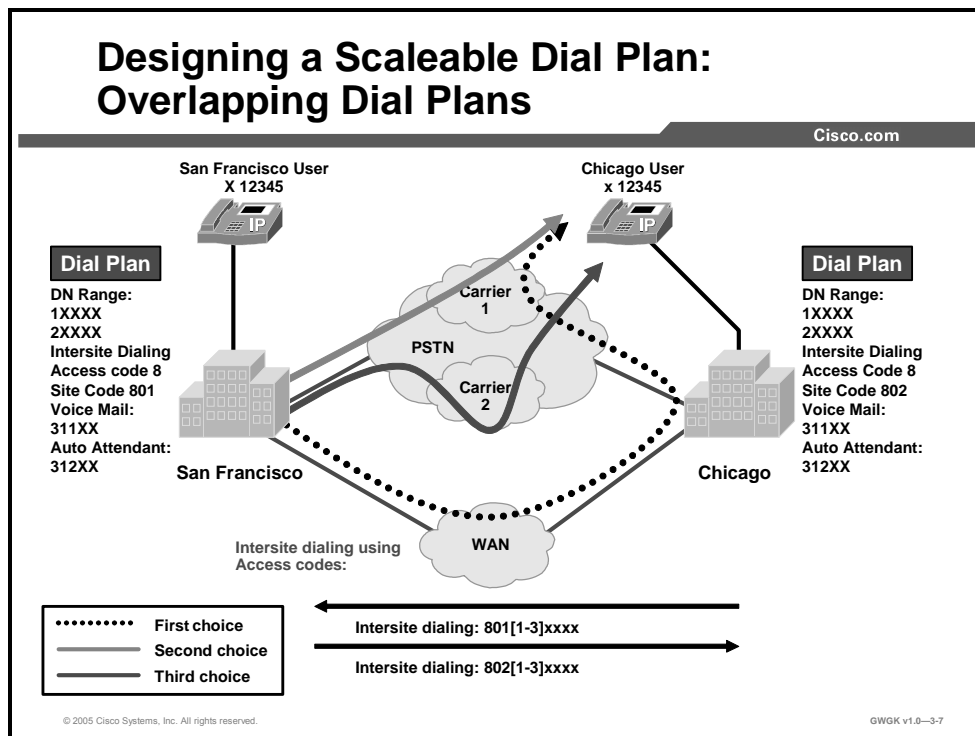 Designing a Scaleable Dial Plan:
Overlapping Dial Plans
Cisco.com
San Francisco User
X 12345
Chicago User
x 12345
IP
IP
Dial Plan
DN Range:
1XXXX
2XXXX
Intersite Dialing
Access code 8
Site Code 801
Voice Mail:
311XX
Auto Attendant:
312XX
Carrier
1
PSTN
Carrier
2
Dial Plan
DN Range:
1XXXX
2XXXX
Intersite Dialing
Access Code 8
Site Code 802
Voice Mail:
311XX
Auto Attendant:
312XX
San Francisco
Chicago
WAN
Intersite dialing using
Access codes:
First choice
Second choice
Third choice
Intersite dialing: 801[1-3]xxxx
Intersite dialing: 802[1-3]xxxx
© 2005 Cisco Systems, Inc. All rights reserved.
GWGK v1.0—3-7